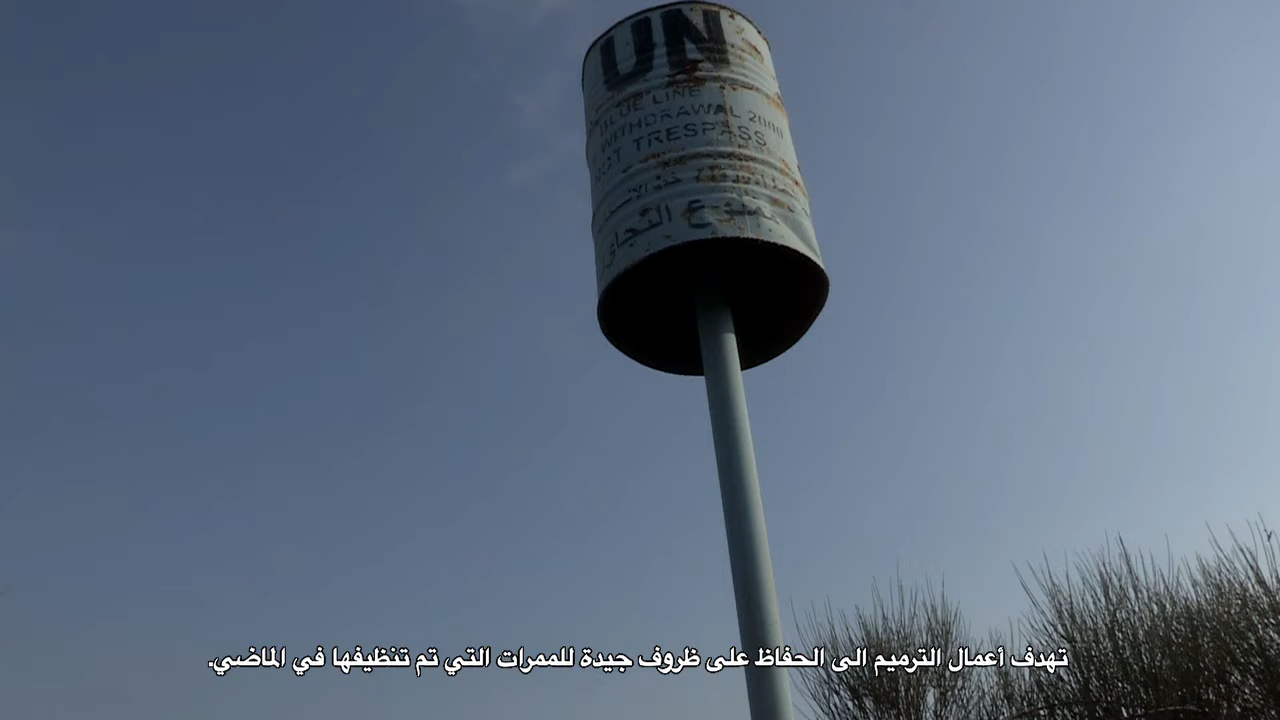 UN
BLUE LINE
WITHDRAWAL 2000
NOT TRESPASS
ممنوع التجاوز
تهدف أعمال الترميم الى الحفاظ على ظروف جيدة للممرات التي تم تنظيفها في الماضي.